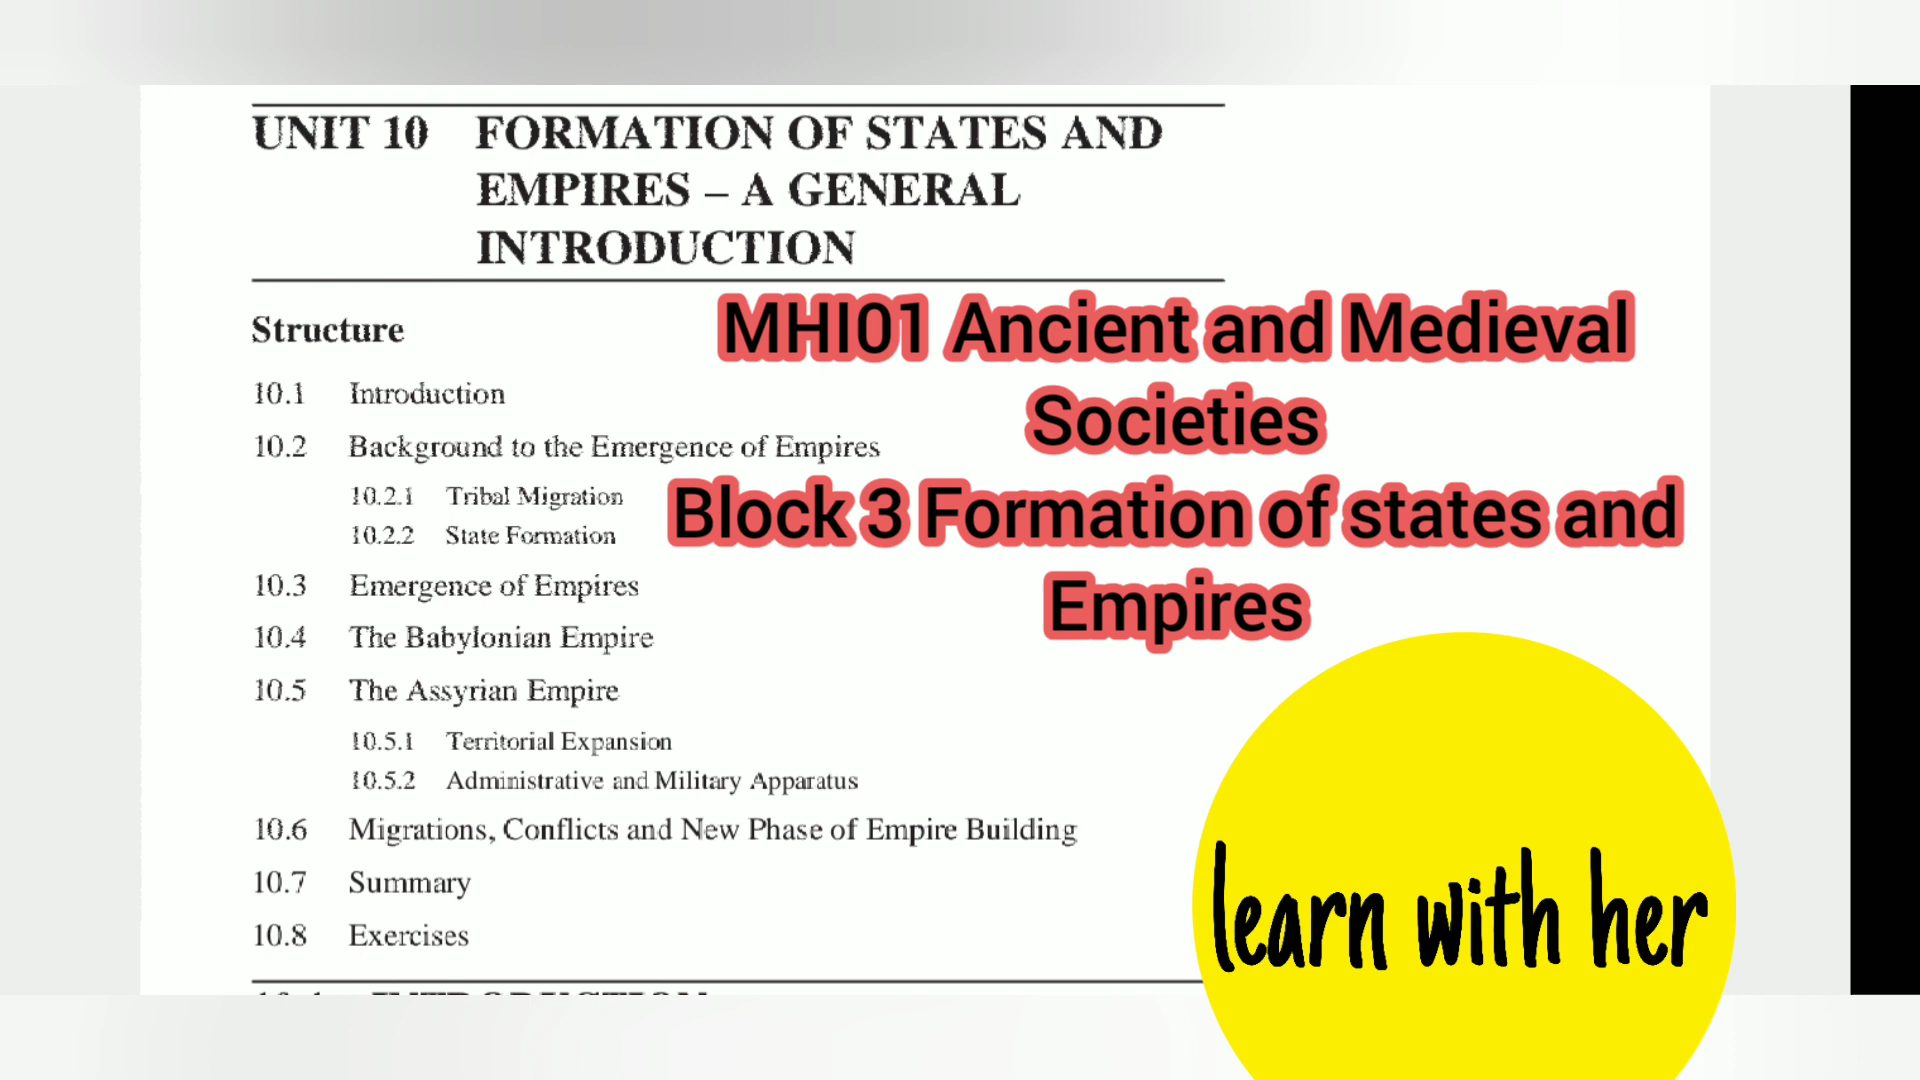 UNIT 10 FORMATION OF STATES AND
EMPIRES – A GENERAL
INTRODUCTION
Structure
MHI01 Ancient and Medieval
Societies
Block 3 Formation of states and
Empires
10.1 Introduction
10.2 Background to the Emergence of Empires
10.2.1 Tribal Migration
10.2.2 State Formation
10.3 Emergence of Empires
10.4 The Babylonian Empire
10.5 The Assyrian Empire
10.5.1 Territorial Expansion
10.5.2 Administrative and Military Apparatus
10.6 Migrations, Conflicts and New Phase of Empire Building
10.7 Summary
10.8 Exercises
learn with her